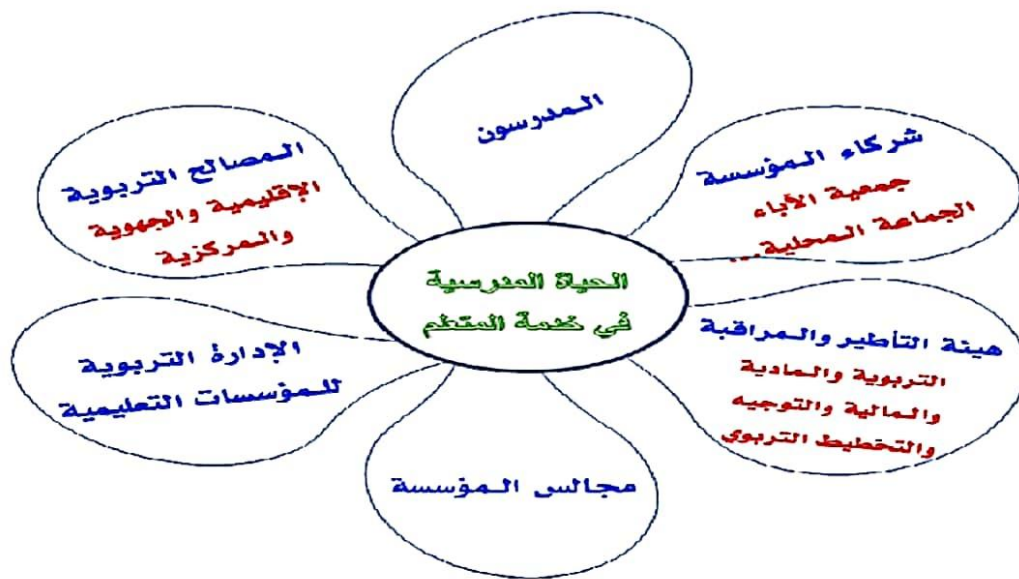 المدرسون
شركاء المؤسسة
جمعية الأباء
الجماعة المحلية...
هيئة التأطير والمراقبة
التربوية والمادية
والمالية والتوجيه
والتخطيط التربوي
مجالس المؤسسة
الإدارة التربوية
للمؤسسات التعليمية
المصالح التربوية
الإقليمية والجهوية
والمركزية
الحياة المدرسية
في خدمة المتعلم